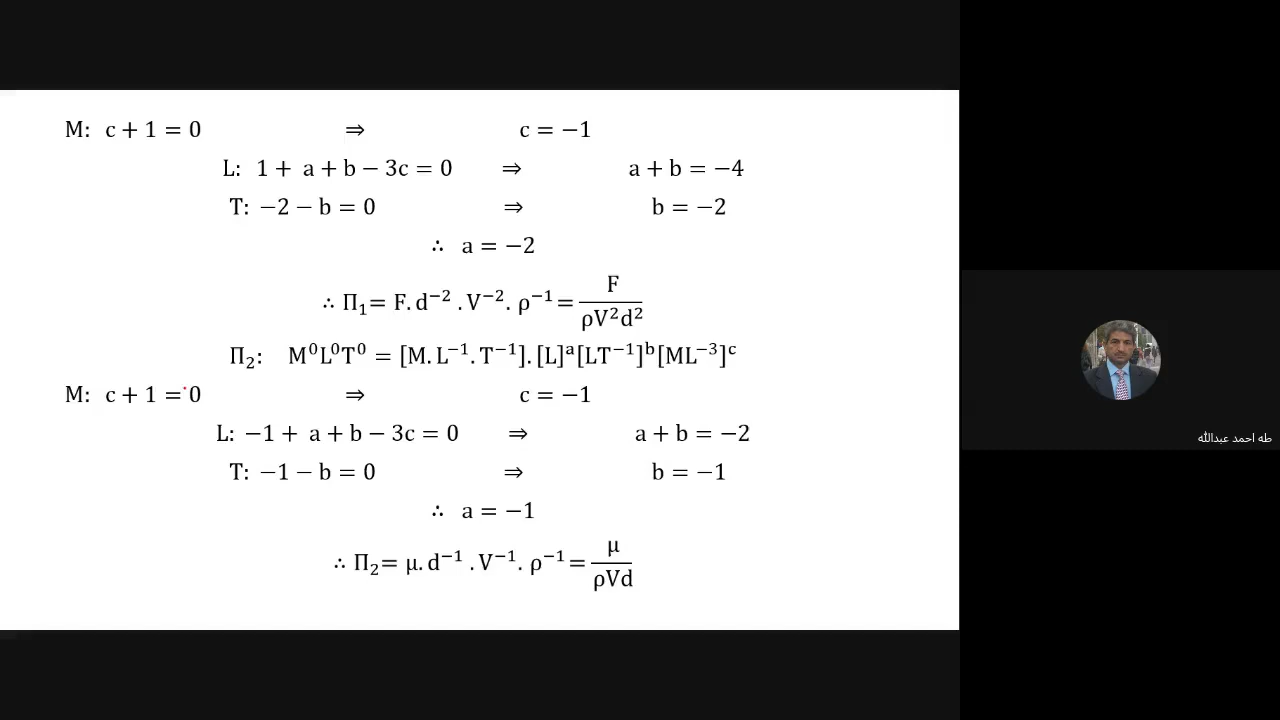 M: c + 1 = 0 ⇒ c = −1
L: 1 + a + b − 3c = 0 ⇒ a + b = −4
T: −2 − b = 0 ⇒ b = −2
∴ a = −2
∴ Π₁ = F. d⁻² . V⁻². ρ⁻¹ = F / ρV²d²
Π₂: M⁰L⁰T⁰ = [M. L⁻¹. T⁻¹]. [L]ᵃ[LT⁻¹]ᵇ[ML⁻³]ᶜ
M: c + 1 = 0 ⇒ c = −1
L: −1 + a + b − 3c = 0 ⇒ a + b = −2
T: −1 − b = 0 ⇒ b = −1
∴ a = −1
∴ Π₂ = μ. d⁻¹ . V⁻¹. ρ⁻¹ = μ / ρVd
طه احمد عبدالله